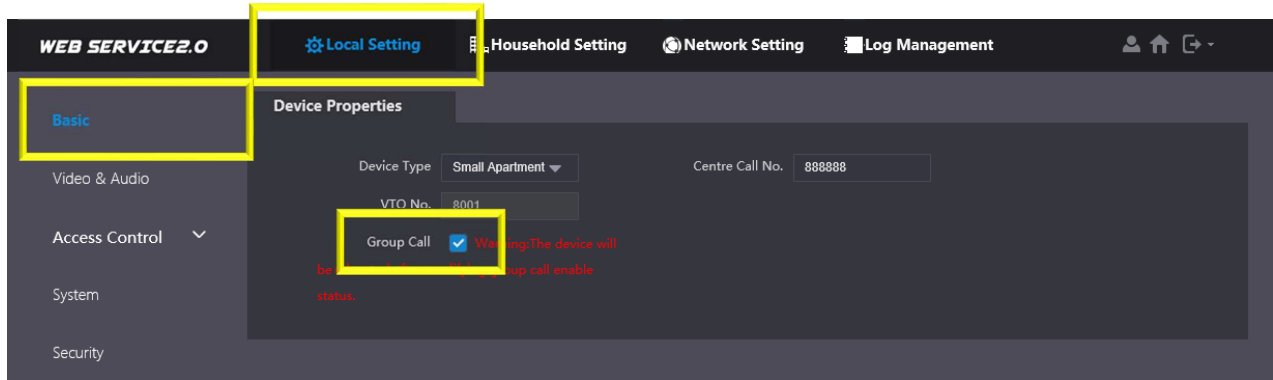 WEB SERVICE2.0
Local Setting
Household Setting
Network Setting
Log Management
Basic
Video & Audio
Access Control
System
Security
Device Properties
Device Type Small Apartment
Centre Call No. 888888
VTO No. 8001
Group Call Warning:The device will
be group call enable
status.